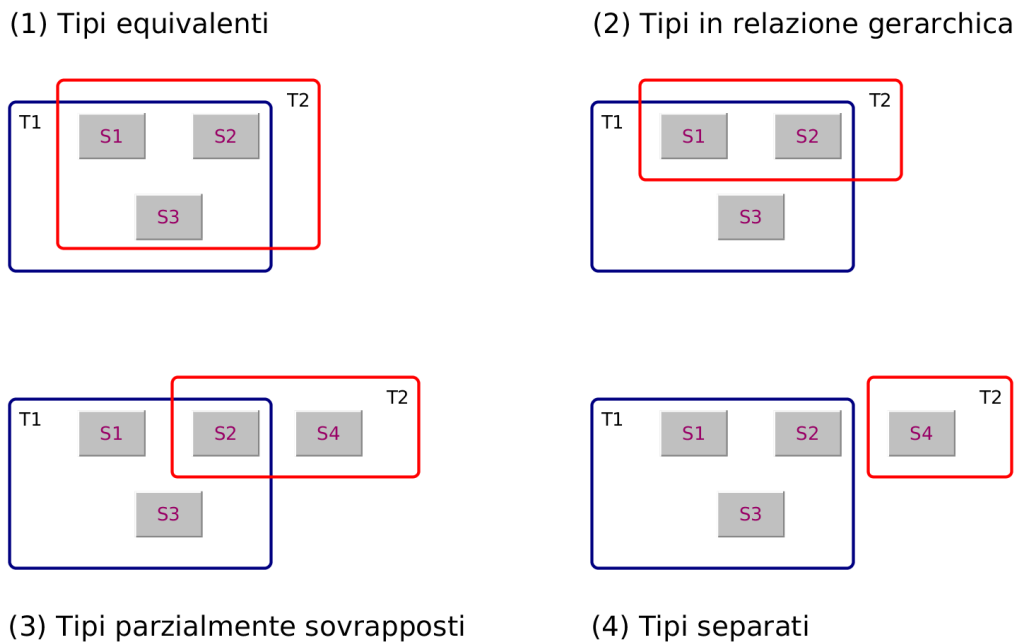 (1) Tipi equivalenti
T1
T2
S1
S2
S3
(2) Tipi in relazione gerarchica
T1
T2
S1
S2
S3
T1
T2
S1
S2
S4
S3
(3) Tipi parzialmente sovrapposti
T1
T2
S1
S2
S4
S3
(4) Tipi separati